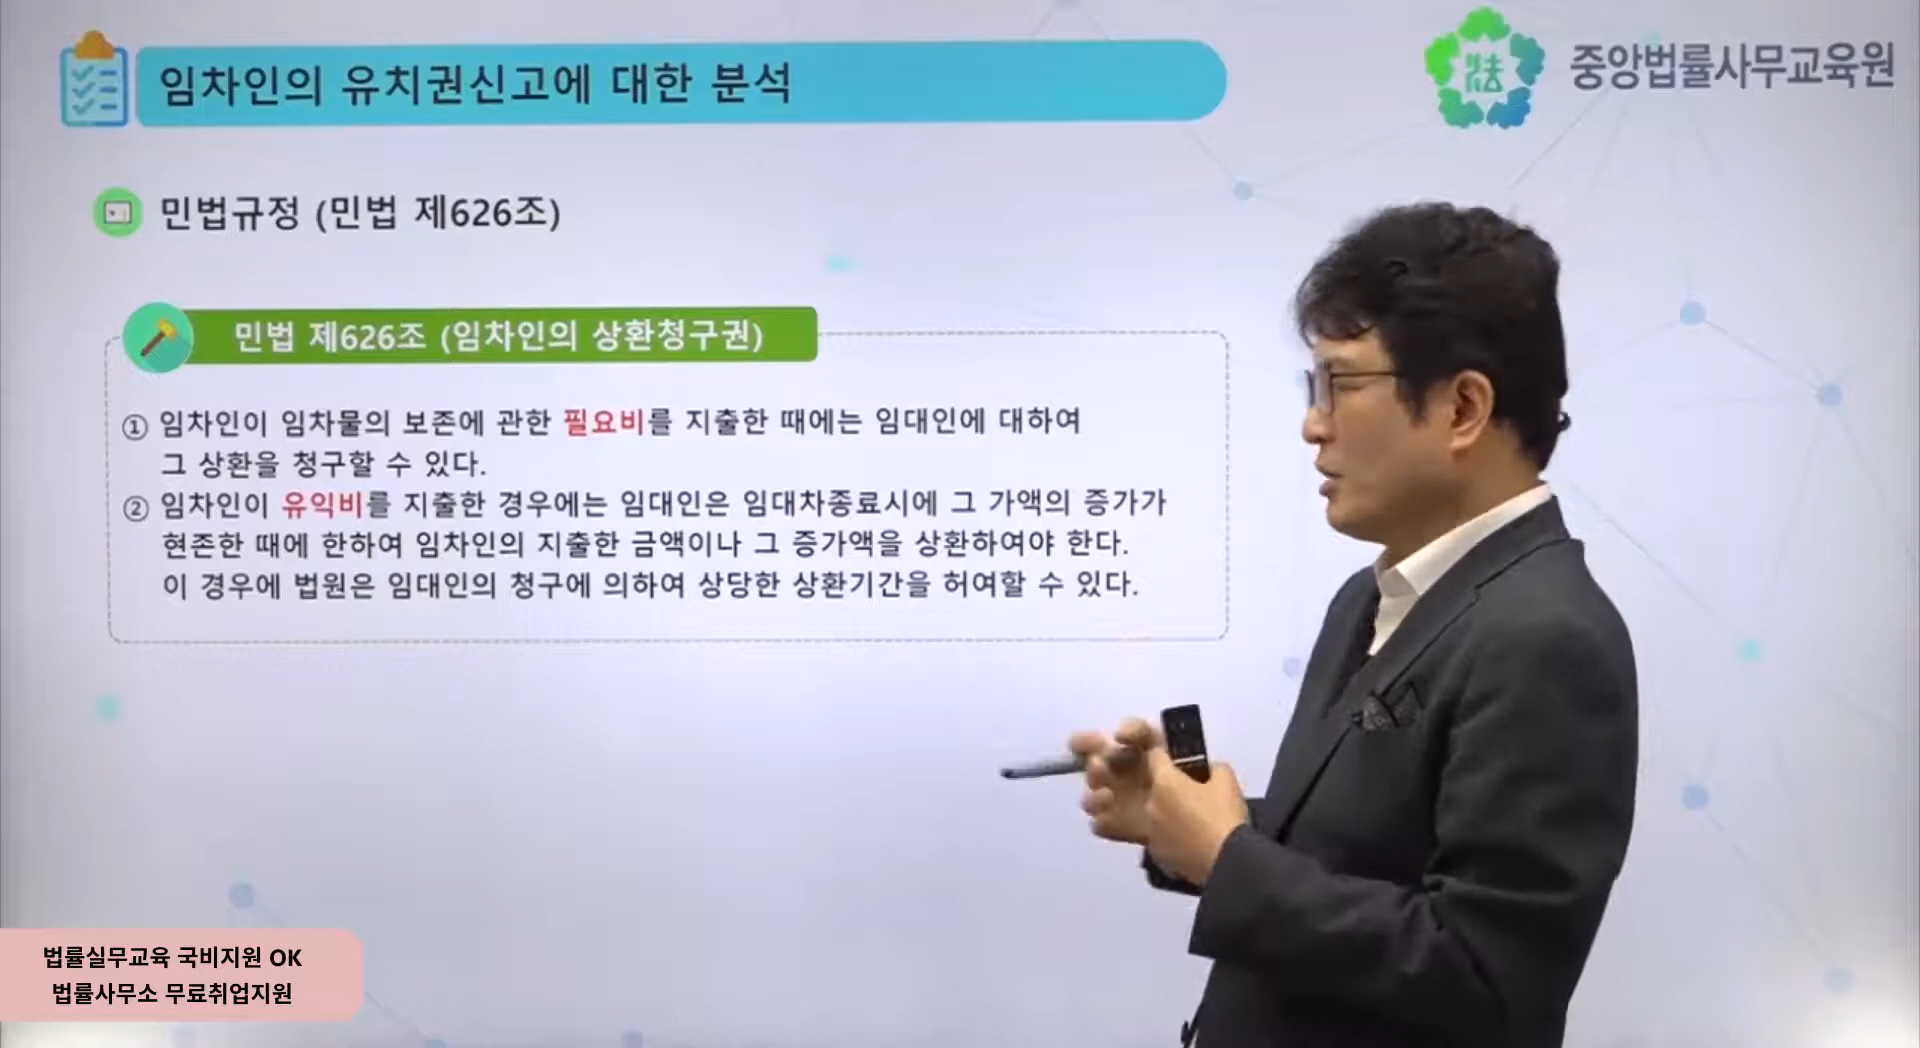 임차인의 유치권신고에 대한 분석
중앙법률사무교육원
민법규정 (민법 제626조)
민법 제626조 (임차인의 상환청구권)
① 임차인이 임차물의 보존에 관한 필요비를 지출한 때에는 임대인에 대하여
그 상환을 청구할 수 있다.
② 임차인이 유익비를 지출한 경우에는 임대인은 임대차종료시에 그 가액의 증가가
현존한 때에 한하여 임차인의 지출한 금액이나 그 증가액을 상환하여야 한다.
이 경우에 법원은 임대인의 청구에 의하여 상당한 상환기간을 허여할 수 있다.
법률실무교육 국비지원 OK
법률사무소 무료취업지원